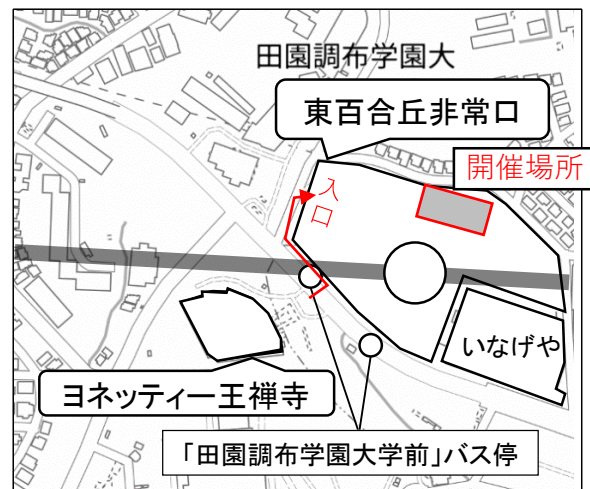 田園調布学園大
東百合丘非常口
開催場所
入口
いなげや
ヨネッティー王禅寺
「田園調布学園大学前」バス停